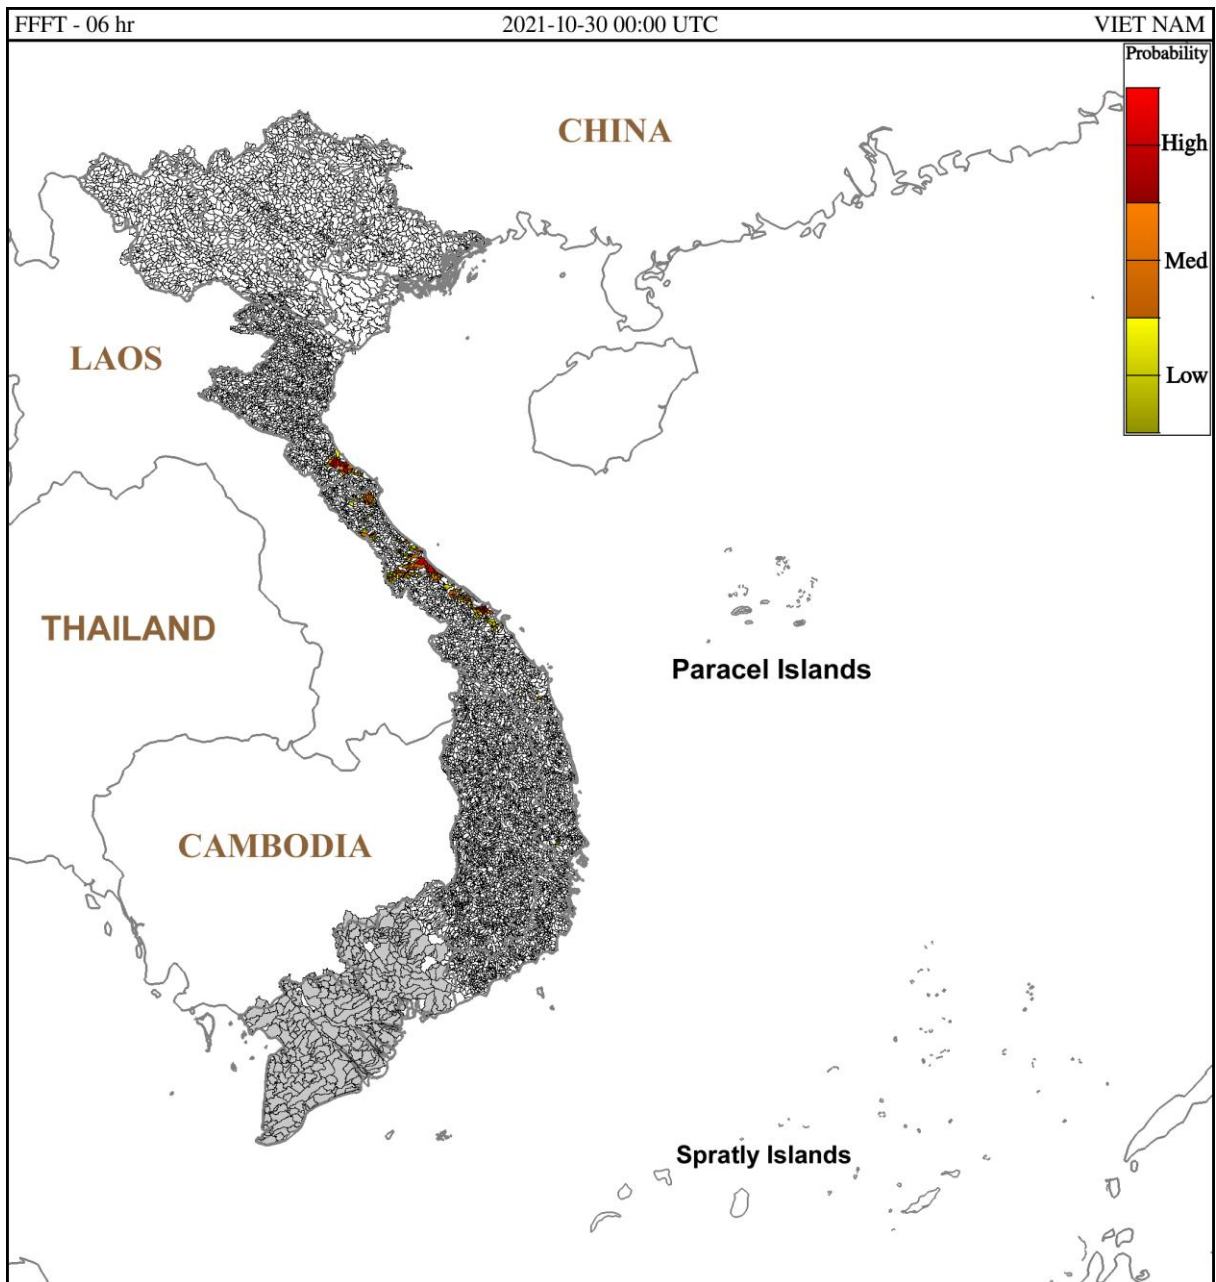 FFFT - 06 hr 2021-10-30 00:00 UTC VIET NAM
Probability
CHINA
High
Med
LAOS
Low
THAILAND
Paracel Islands
CAMBODIA
Spratly Islands